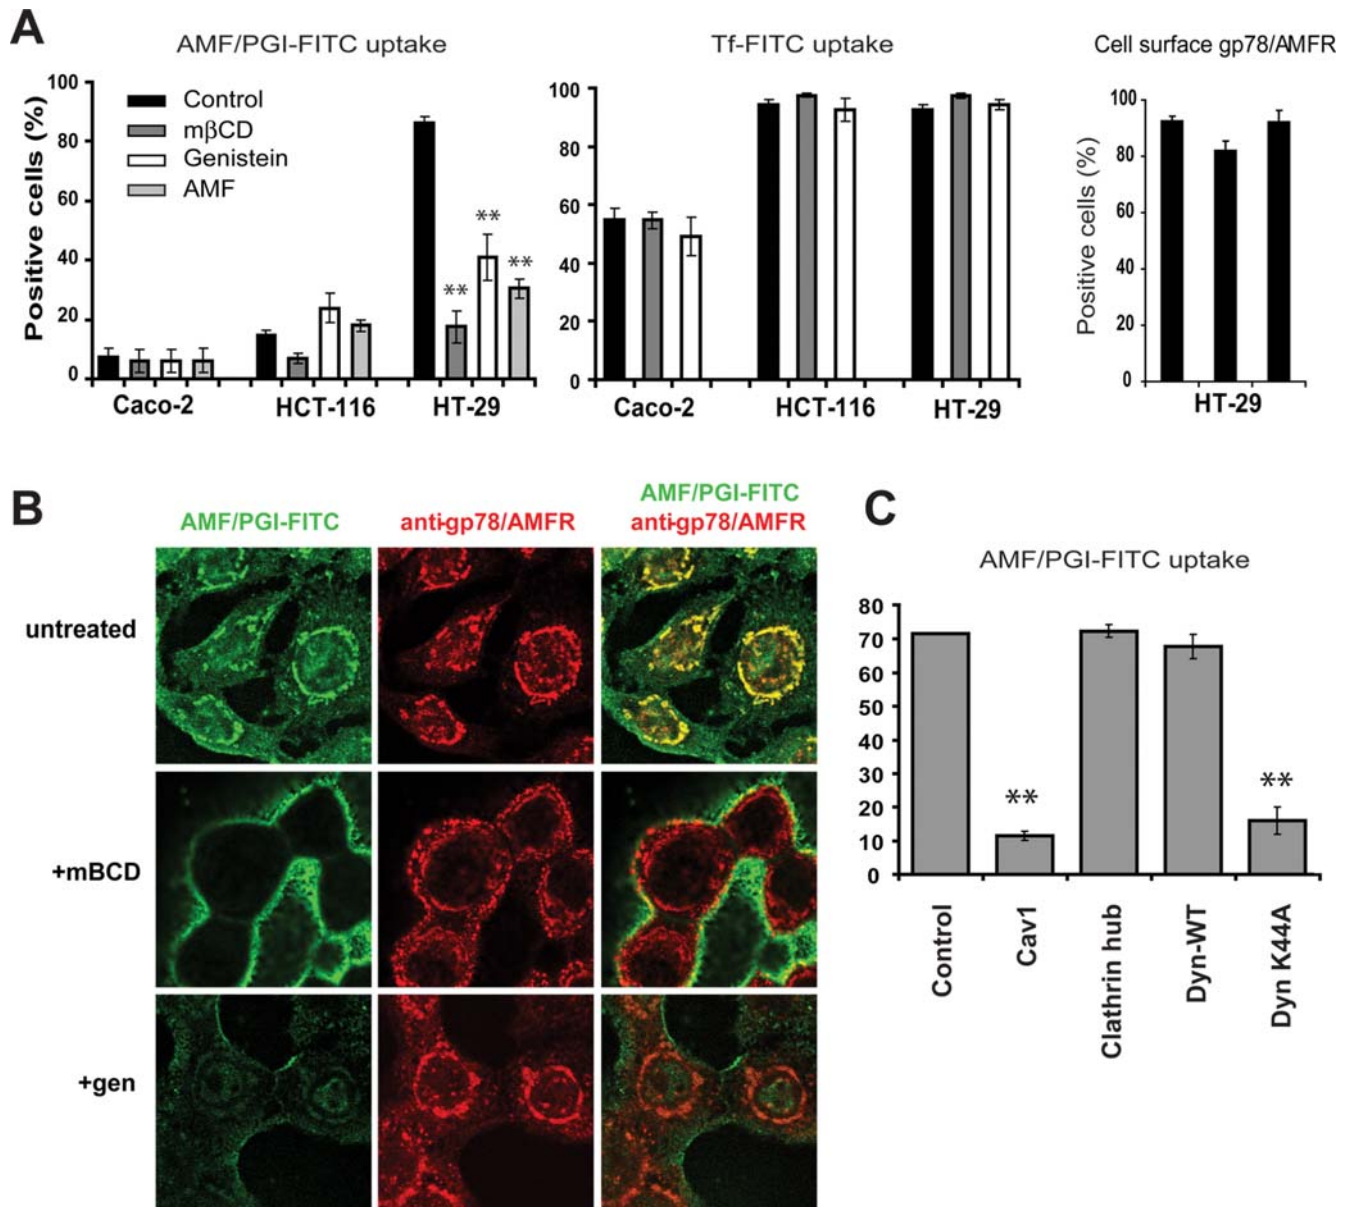 A
AMF/PGI-FITC uptake
Positive cells (%)
100
80
60
40
20
0
Control
mβCD
Genistein
AMF
**
**
**
Caco-2
HCT-116
HT-29
Tf-FITC uptake
100
80
60
40
20
0
Caco-2
HCT-116
HT-29
Cell surface gp78/AMFR
Positive cells (%)
100
80
60
40
20
0
HT-29
B
AMF/PGI-FITC
anti-gp78/AMFR
AMF/PGI-FITC
anti-gp78/AMFR
untreated
+mBCD
+gen
C
AMF/PGI-FITC uptake
80
70
60
50
40
30
20
10
0
**
**
Control
Cav1
Clathrin hub
Dyn-WT
Dyn K44A